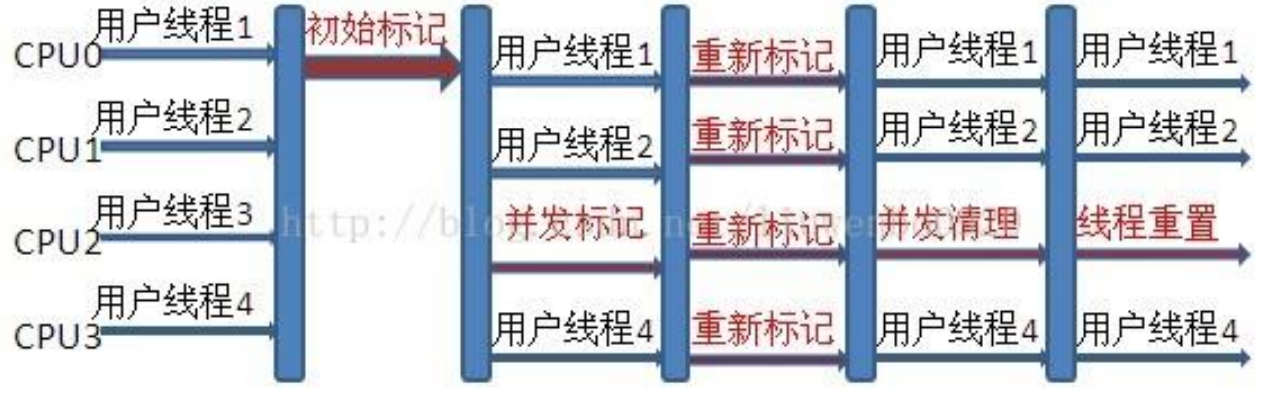 CPU0 用户线程1 初始标记 用户线程1 重新标记 用户线程1 用户线程1
CPU1 用户线程2 用户线程2 重新标记 用户线程2 用户线程2
CPU2 用户线程3 并发标记 重新标记 并发清理 线程重置
http://blog.
CPU3 用户线程4 用户线程4 重新标记 用户线程4 用户线程4